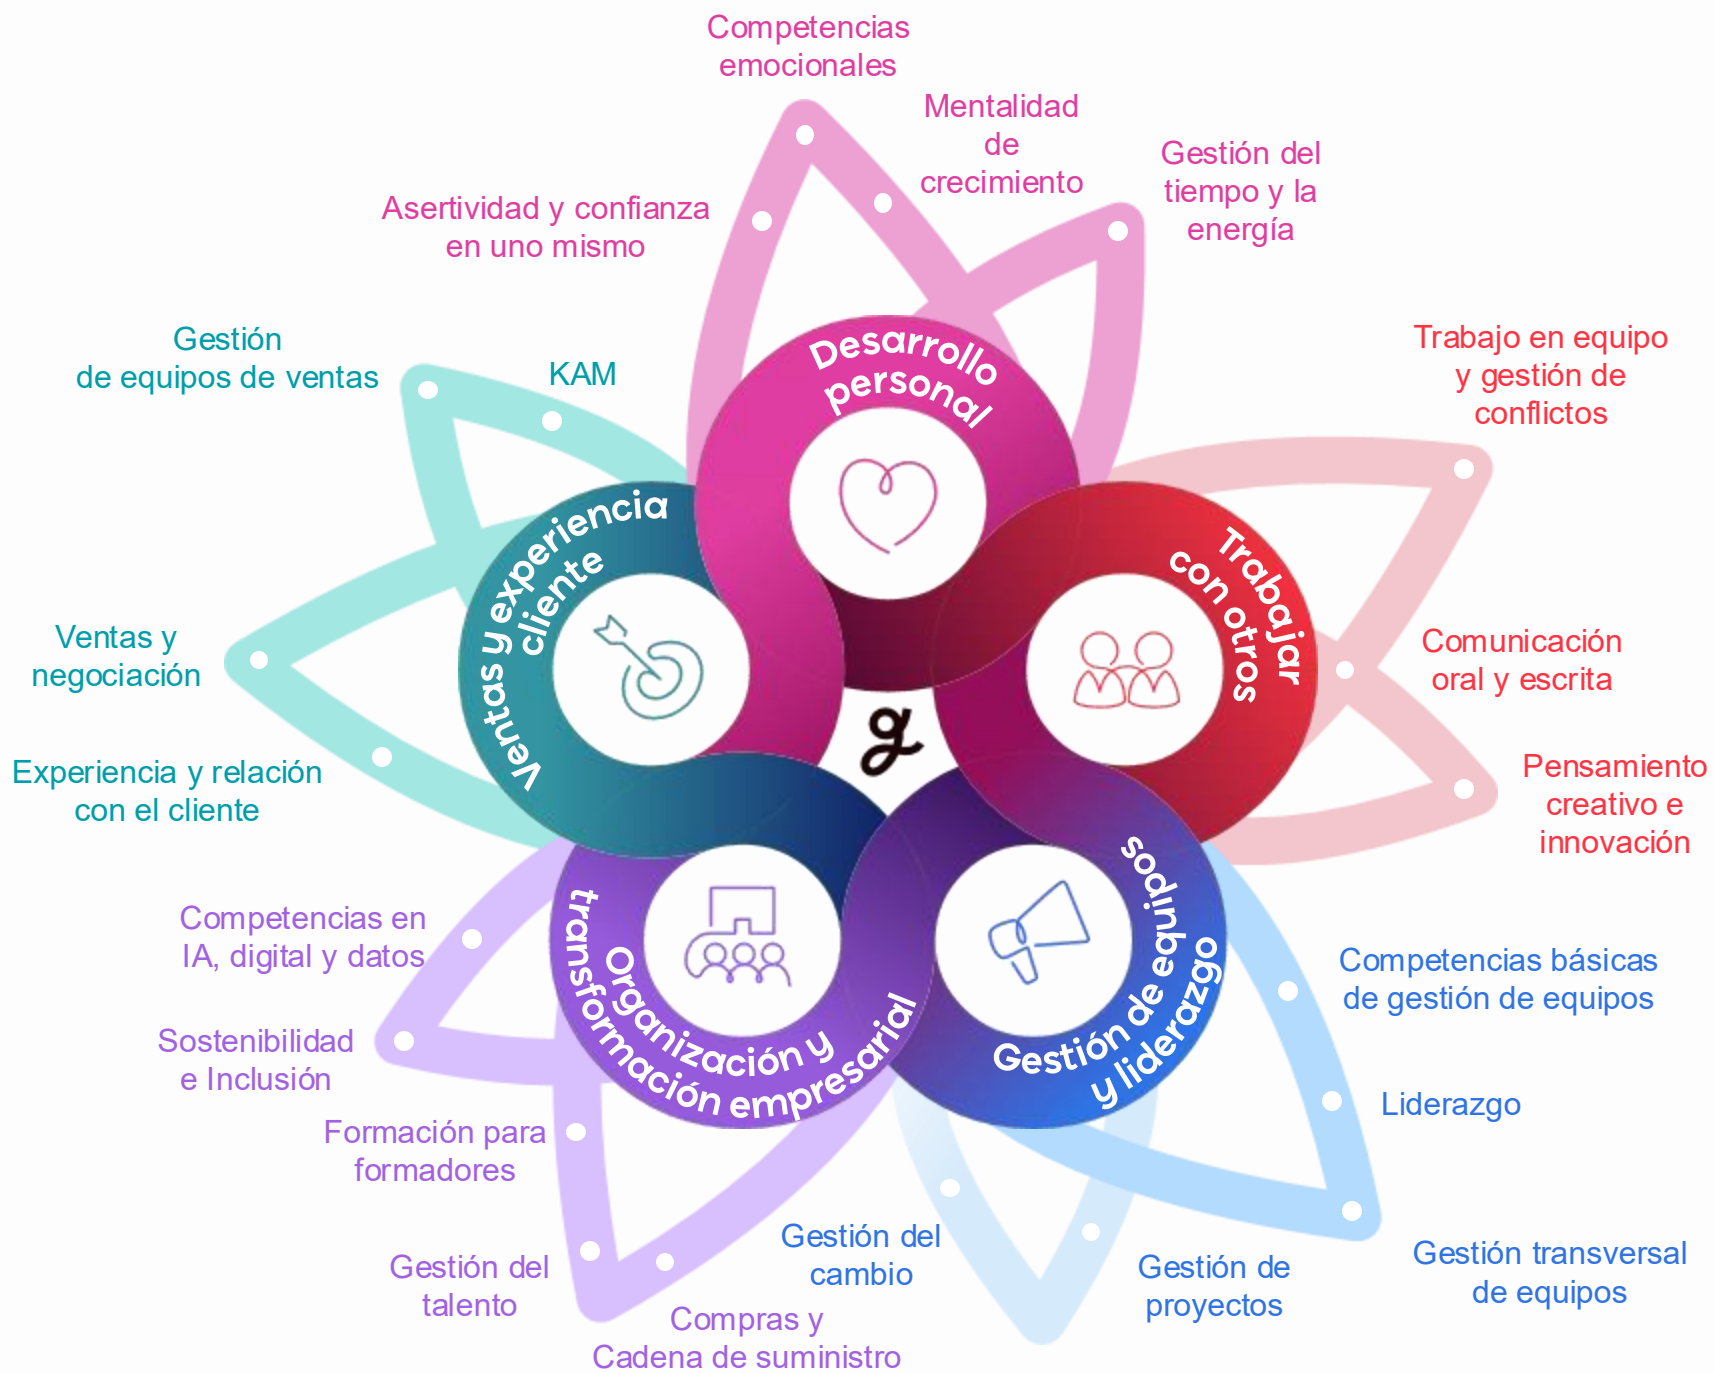 Competencias
emocionales
Mentalidad
de
crecimiento
Gestión del
tiempo y la
energía
Asertividad y confianza
en uno mismo
Desarrollo
personal
Trabajo en equipo
y gestión de
conflictos
Comunicación
oral y escrita
Pensamiento
creativo e
innovación
Trabajar
con otros
Gestión
de equipos de ventas
KAM
Ventas y
negociación
Experiencia y relación
con el cliente
Ventas y experiencia
cliente
g
Competencias en
IA, digital y datos
Sostenibilidad
e Inclusión
Formación para
formadores
Gestión del
talento
Compras y
Cadena de suministro
Organización y
transformación empresarial
Gestión de equipos
y liderazgo
Competencias básicas
de gestión de equipos
Liderazgo
Gestión transversal
de equipos
Gestión del
cambio
Gestión de
proyectos